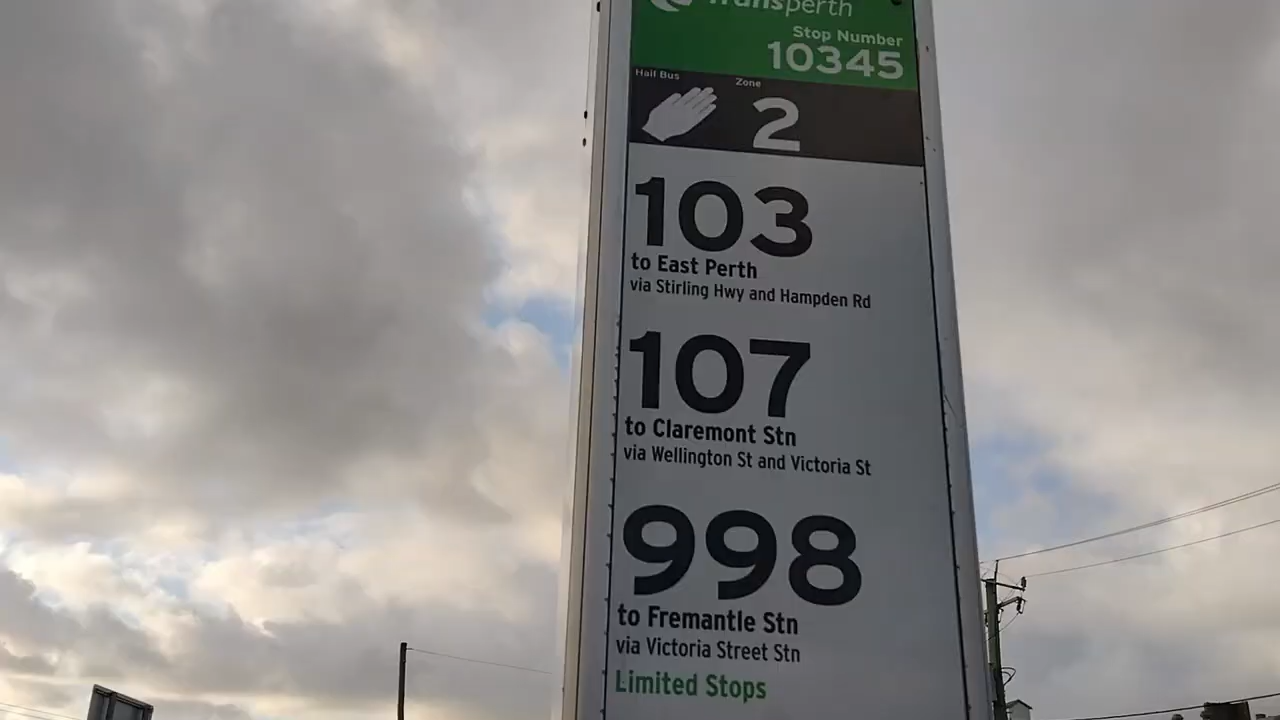 Transperth
Stop Number
10345
Hail Bus
Zone
2
103
to East Perth
via Stirling Hwy and Hampden Rd
107
to Claremont Stn
via Wellington St and Victoria St
998
to Fremantle Stn
via Victoria Street Stn
Limited Stops